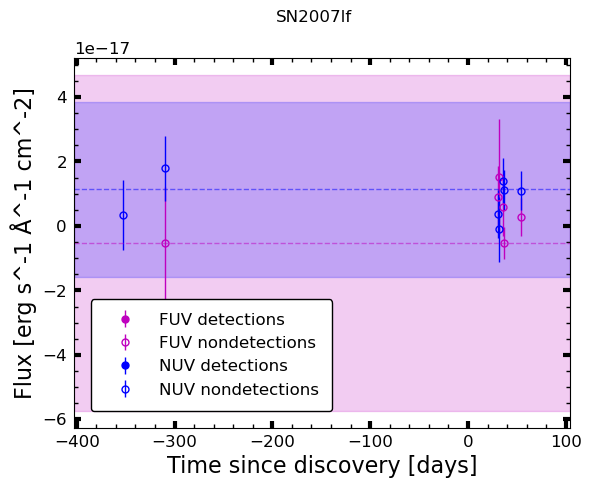 SN2007lf
1e−17
4
2
0
−2
−4
−6
Flux [erg s^-1 Å^-1 cm^-2]
FUV detections
FUV nondetections
NUV detections
NUV nondetections
−400 −300 −200 −100 0 100
Time since discovery [days]